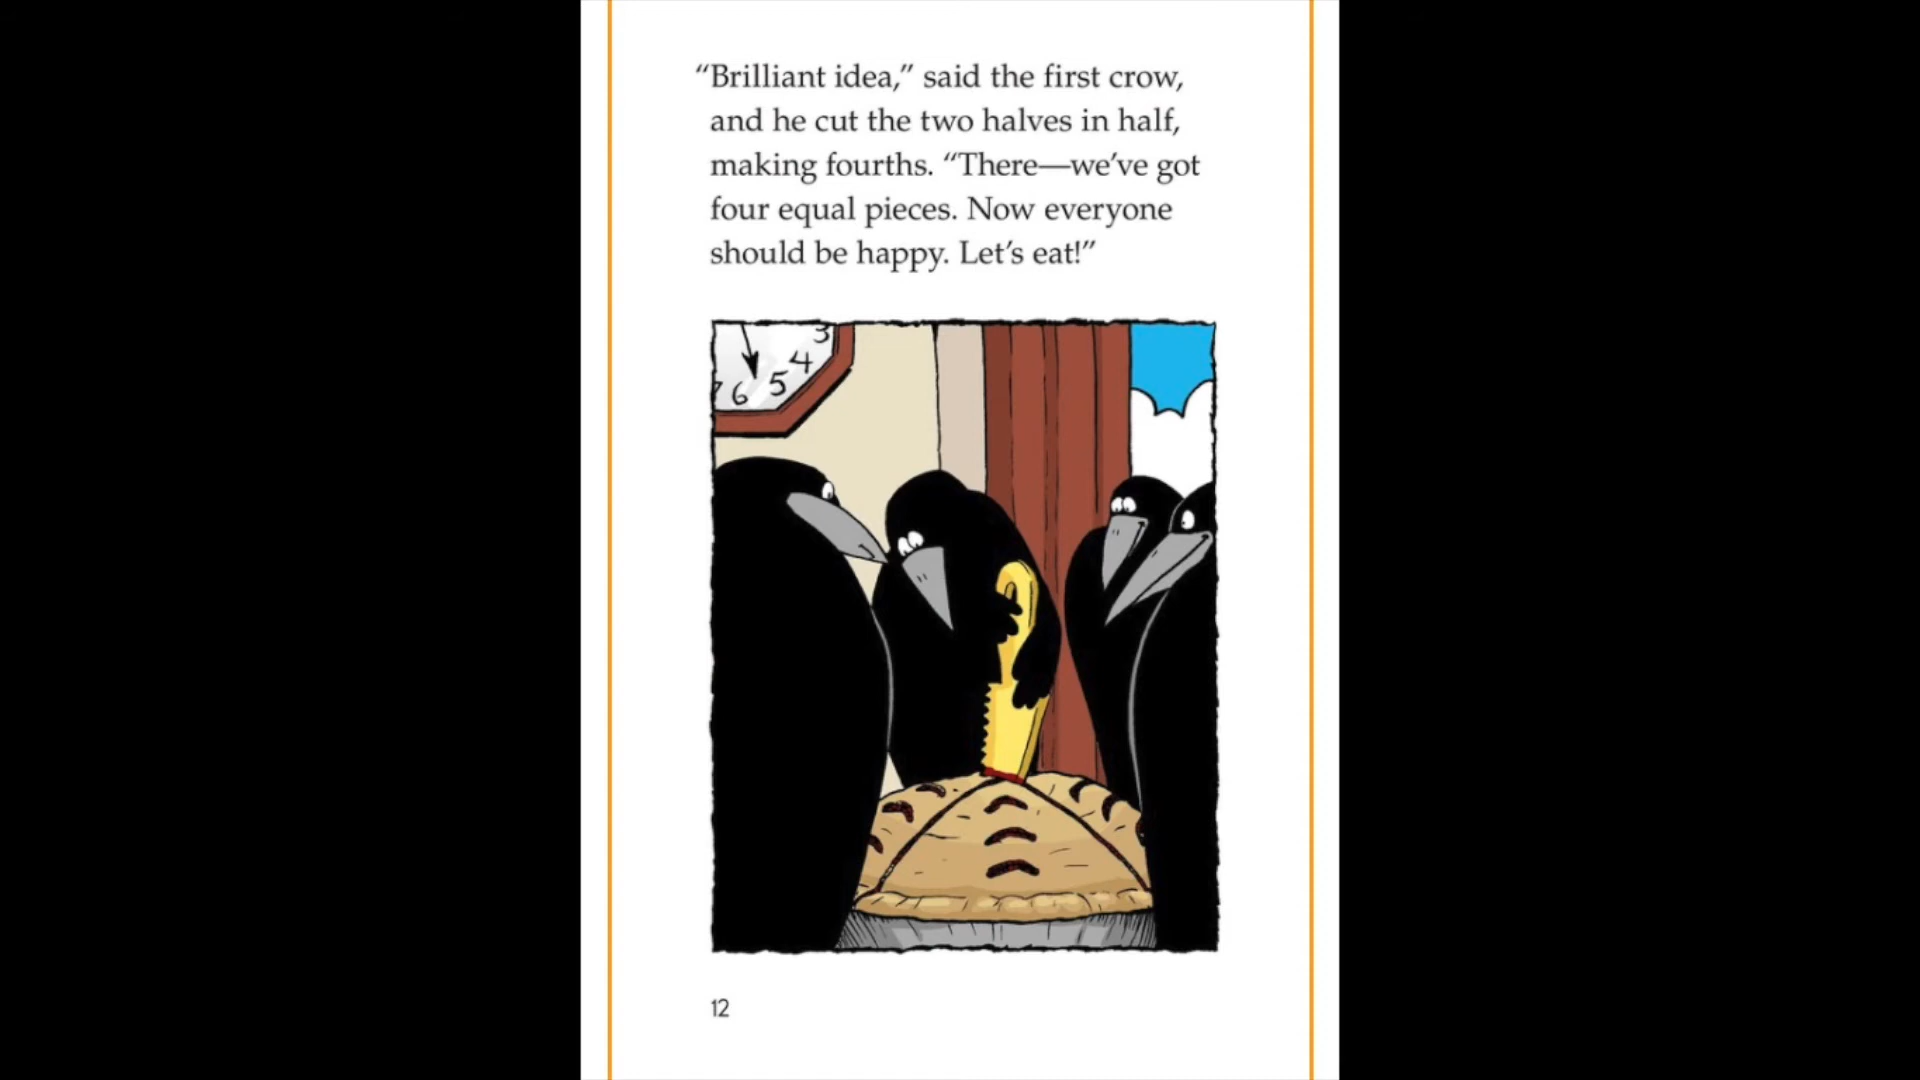 “Brilliant idea,” said the first crow,
and he cut the two halves in half,
making fourths. “There—we’ve got
four equal pieces. Now everyone
should be happy. Let’s eat!”
3
4
5
6
12